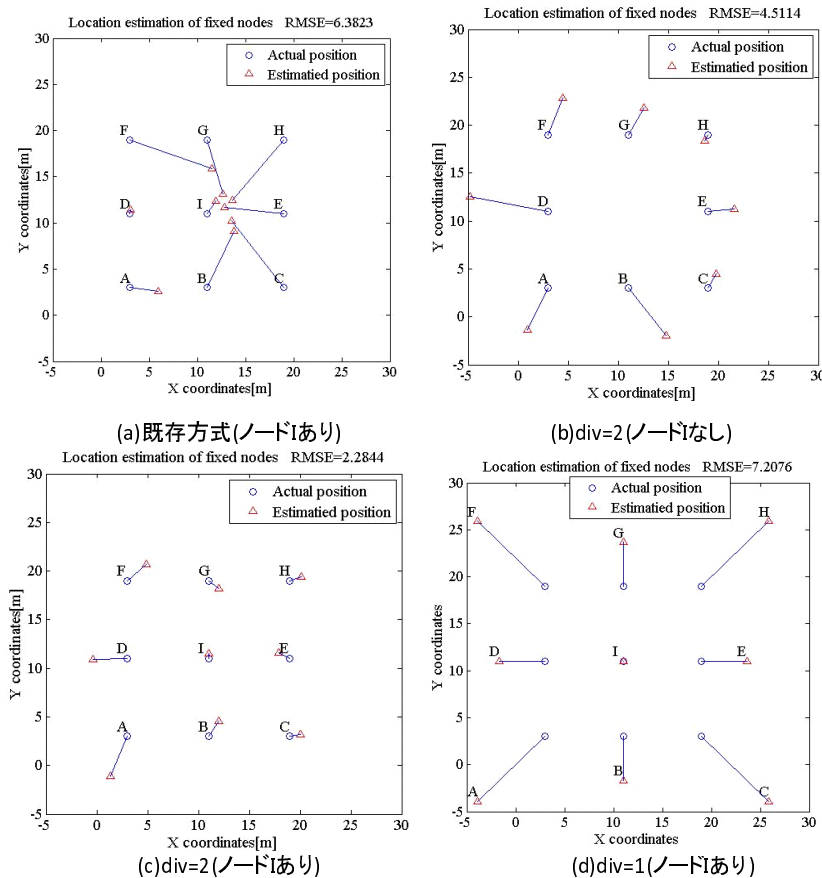 Location estimation of fixed nodes RMSE=6.3823
30
25
20
15
10
5
0
-5
Y coordinates[m]
Actual position
Estimatied position
F
G
H
D
I
E
A
B
C
-5
0
5
10
15
20
25
30
X coordinates[m]
(a)既存方式(ノードIあり)
Location estimation of fixed nodes RMSE=4.5114
30
25
20
15
10
5
0
-5
Y coordinates[m]
Actual position
Estimatied position
F
G
H
D
E
A
B
C
-5
0
5
10
15
20
25
30
X coordinates[m]
(b)div=2(ノードIなし)
Location estimation of fixed nodes RMSE=2.2844
30
25
20
15
10
5
0
-5
Y coordinates[m]
Actual position
Estimatied position
F
G
H
D
I
E
A
B
C
-5
0
5
10
15
20
25
30
X coordinates[m]
(c)div=2(ノードIあり)
Location estimation of fixed nodes RMSE=7.2076
30
25
20
15
10
5
0
-5
Y coordinates
Actual position
Estimatied position
F
G
H
D
I
E
A
B
C
-5
0
5
10
15
20
25
30
X coordinates
(d)div=1(ノードIあり)